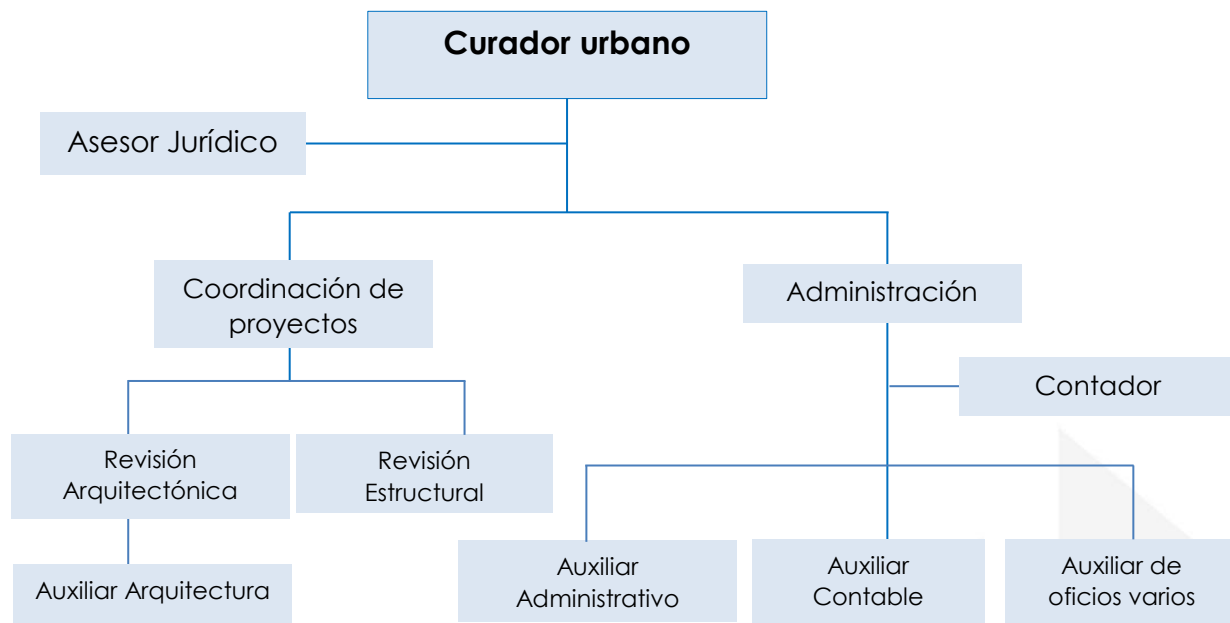 Curador urbano
Asesor Jurídico
Coordinación de
proyectos
Administración
Contador
Revisión
Arquitectónica
Revisión
Estructural
Auxiliar Arquitectura
Auxiliar
Administrativo
Auxiliar
Contable
Auxiliar de
oficios varios